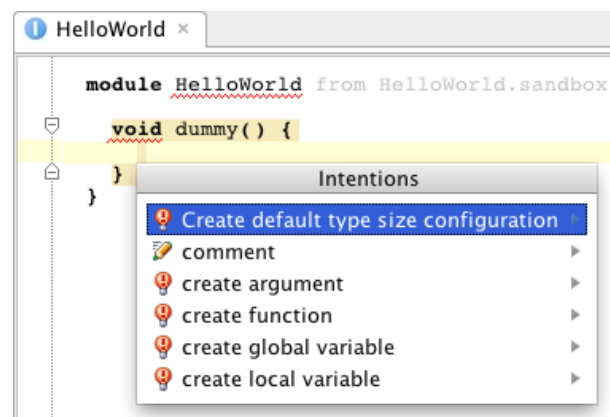 HelloWorld ×
module HelloWorld from HelloWorld.sandbox
void dummy() {
}
}
Intentions
Create default type size configuration
comment
create argument
create function
create global variable
create local variable